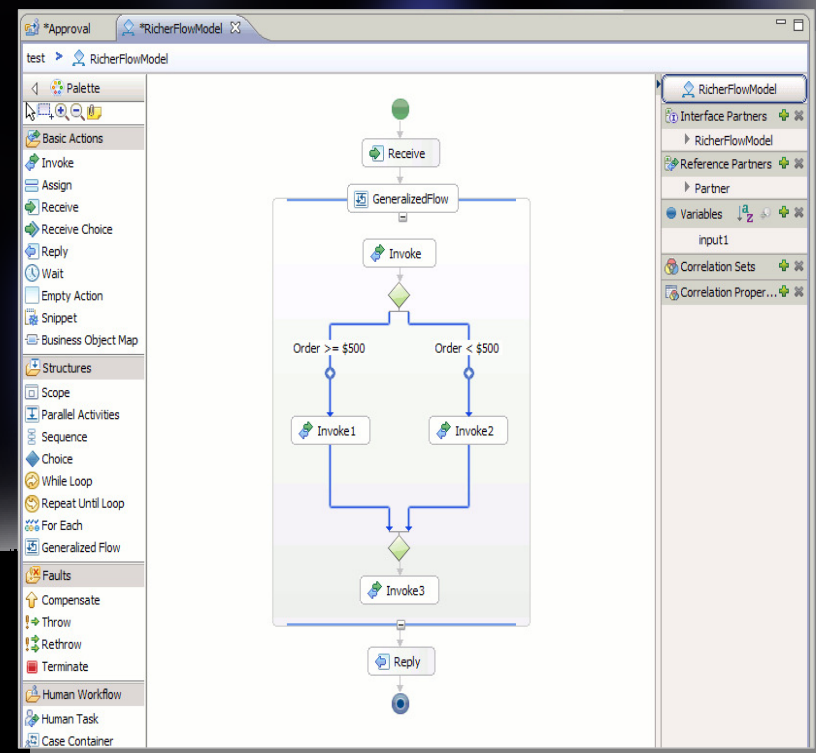 *Approval
*RicherFlowModel
test > RicherFlowModel
Palette
Basic Actions
Invoke
Assign
Receive
Receive Choice
Reply
Wait
Empty Action
Snippet
Business Object Map
Structures
Scope
Parallel Activities
Sequence
Choice
While Loop
Repeat Until Loop
For Each
Generalized Flow
Faults
Compensate
Throw
Rethrow
Terminate
Human Workflow
Human Task
Case Container
Receive
GeneralizedFlow
Invoke
Order >= $500
Order < $500
Invoke1
Invoke2
Invoke3
Reply
RicherFlowModel
Interface Partners
RicherFlowModel
Reference Partners
Partner
Variables
input1
Correlation Sets
Correlation Proper...